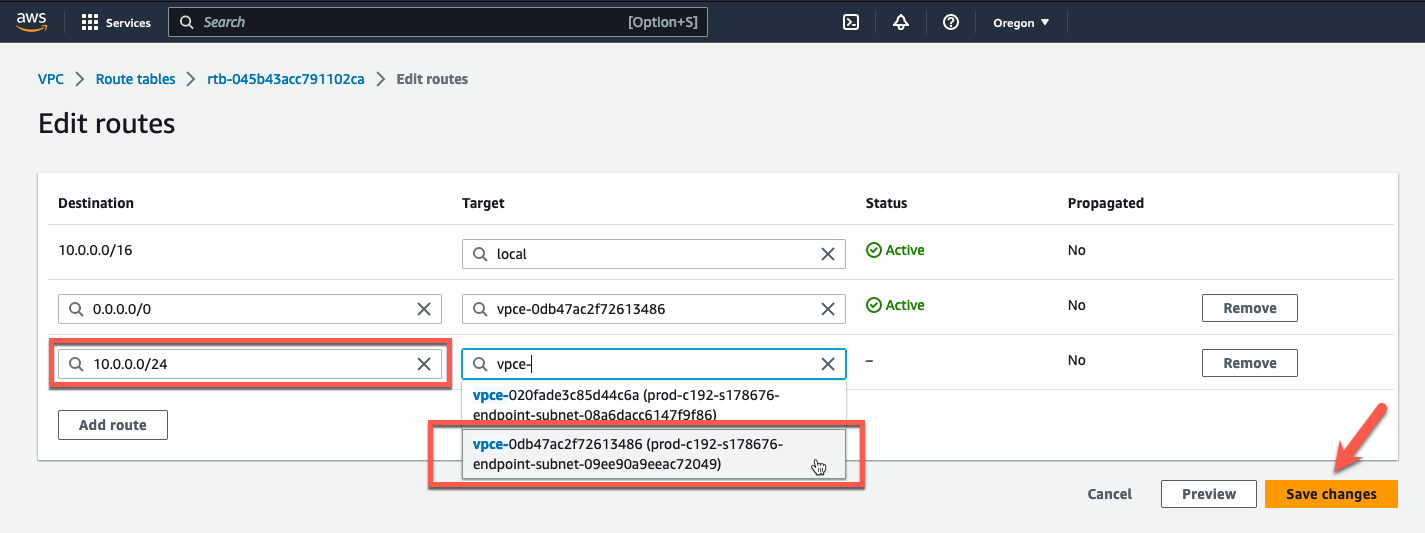 aws
Services
Search
[Option+S]
Oregon
VPC
Route tables
rtb-045b43acc791102ca
Edit routes
Edit routes
Destination
Target
Status
Propagated
10.0.0.0/16
local
Active
No
0.0.0.0/0
vpce-0db47ac2f72613486
Active
No
Remove
10.0.0.0/24
vpce-
–
No
Remove
vpce-020fade3c85d44c6a (prod-c192-s178676-
endpoint-subnet-08a6dacc6147f9f86)
Add route
vpce-0db47ac2f72613486 (prod-c192-s178676-
endpoint-subnet-09ee90a9eeac72049)
Cancel
Preview
Save changes